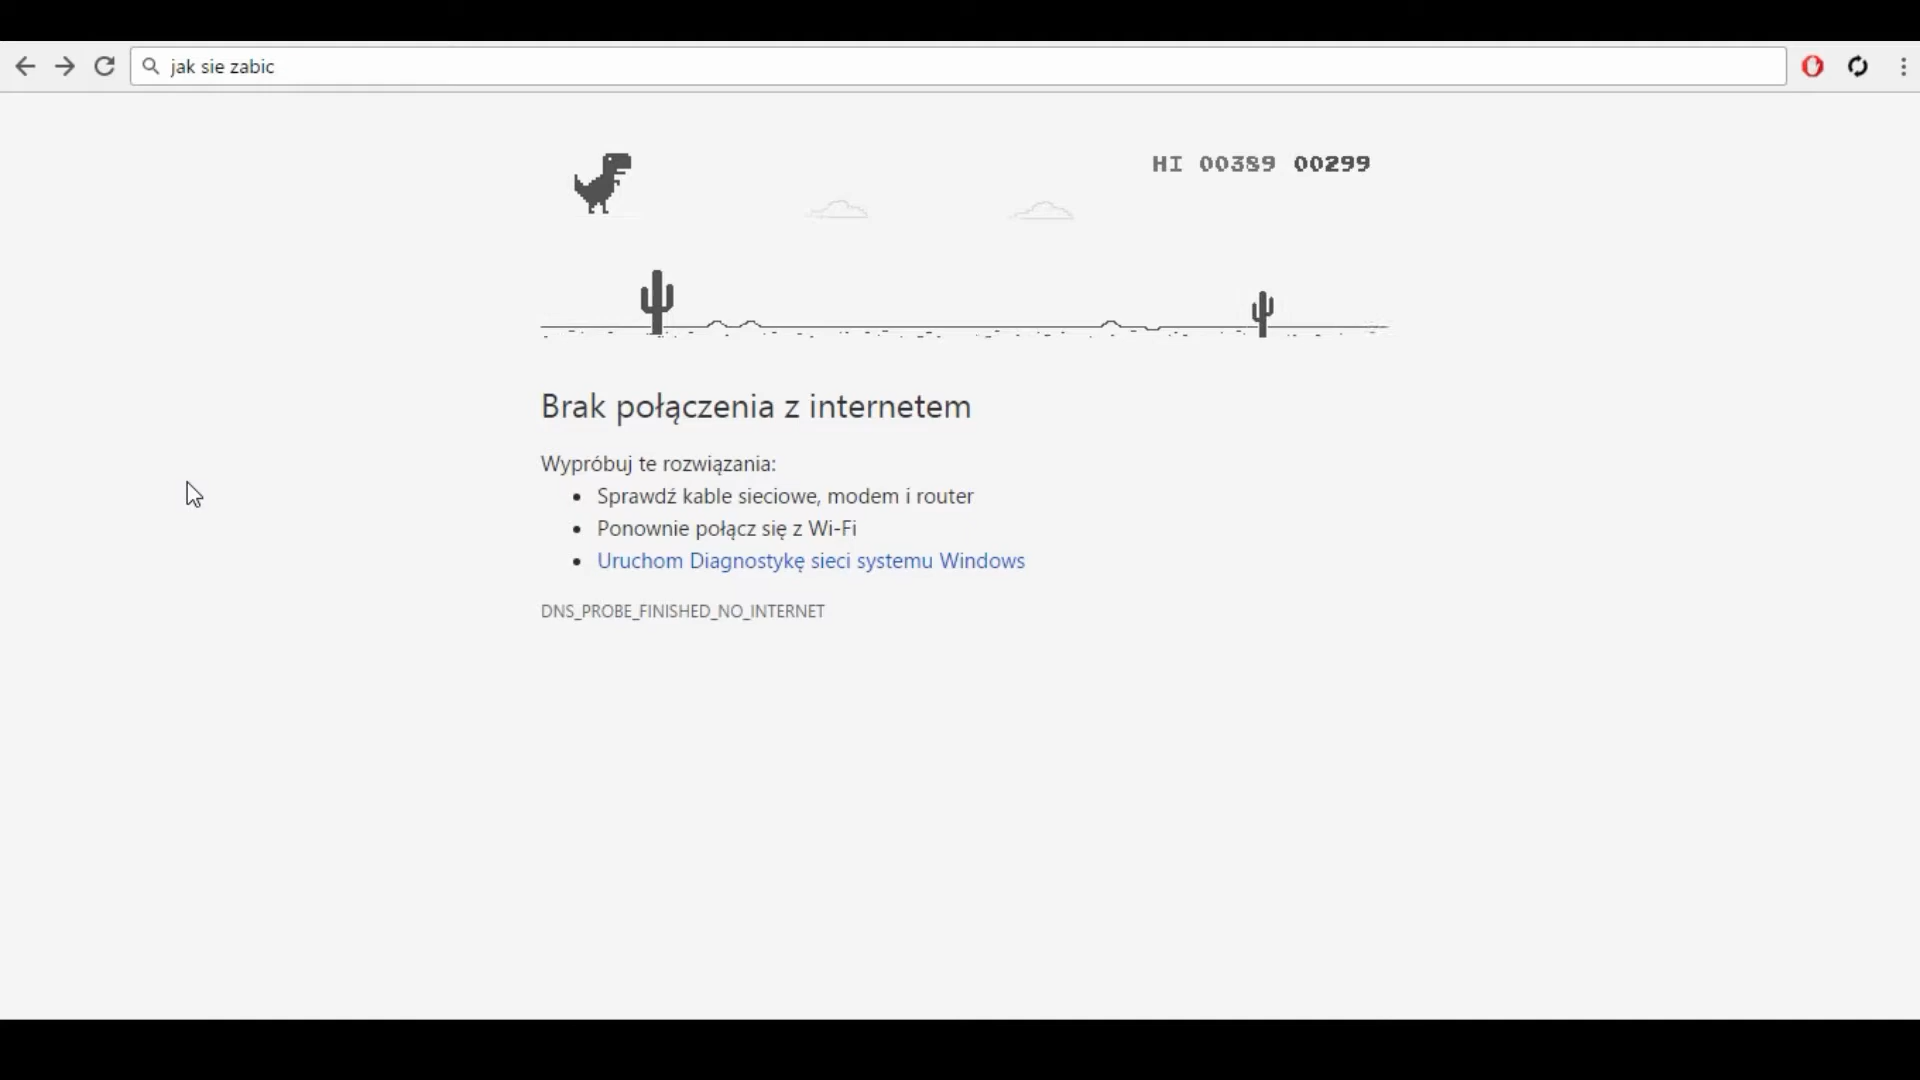 jak sie zabic
HI 00389 00299
Brak połączenia z internetem
Wypróbuj te rozwiązania:
Sprawdź kable sieciowe, modem i router
Ponownie połącz się z Wi-Fi
Uruchom Diagnostykę sieci systemu Windows
DNS_PROBE_FINISHED_NO_INTERNET